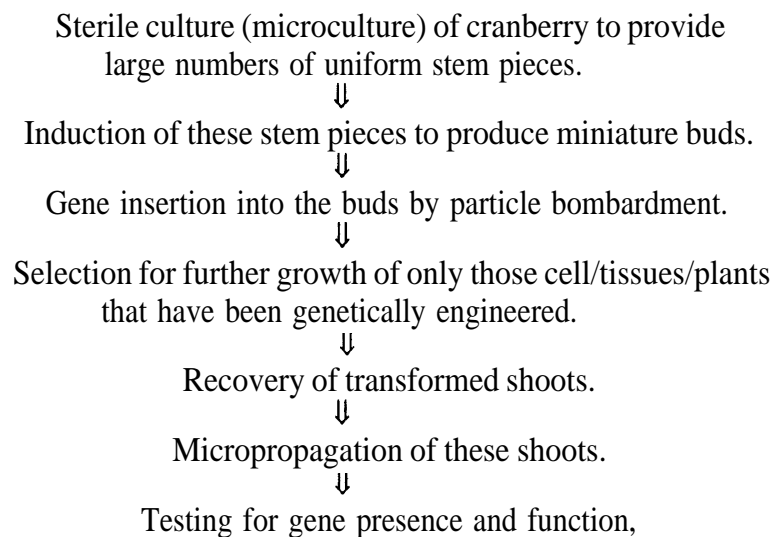 Sterile culture (microculture) of cranberry to provide
large numbers of uniform stem pieces.
⇓
Induction of these stem pieces to produce miniature buds.
⇓
Gene insertion into the buds by particle bombardment.
⇓
Selection for further growth of only those cell/tissues/plants
that have been genetically engineered.
⇓
Recovery of transformed shoots.
⇓
Micropropagation of these shoots.
⇓
Testing for gene presence and function,